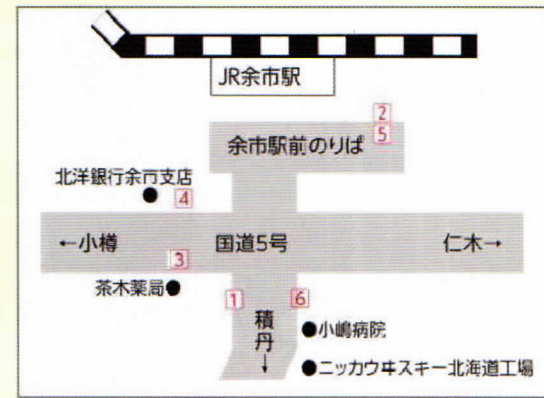 JR余市駅
2
余市駅前のりば
5
北洋銀行余市支店
4
←小樽
国道5号
仁木→
3
茶木薬局
1
6
積丹
↓
小嶋病院
ニッカウヰスキー北海道工場